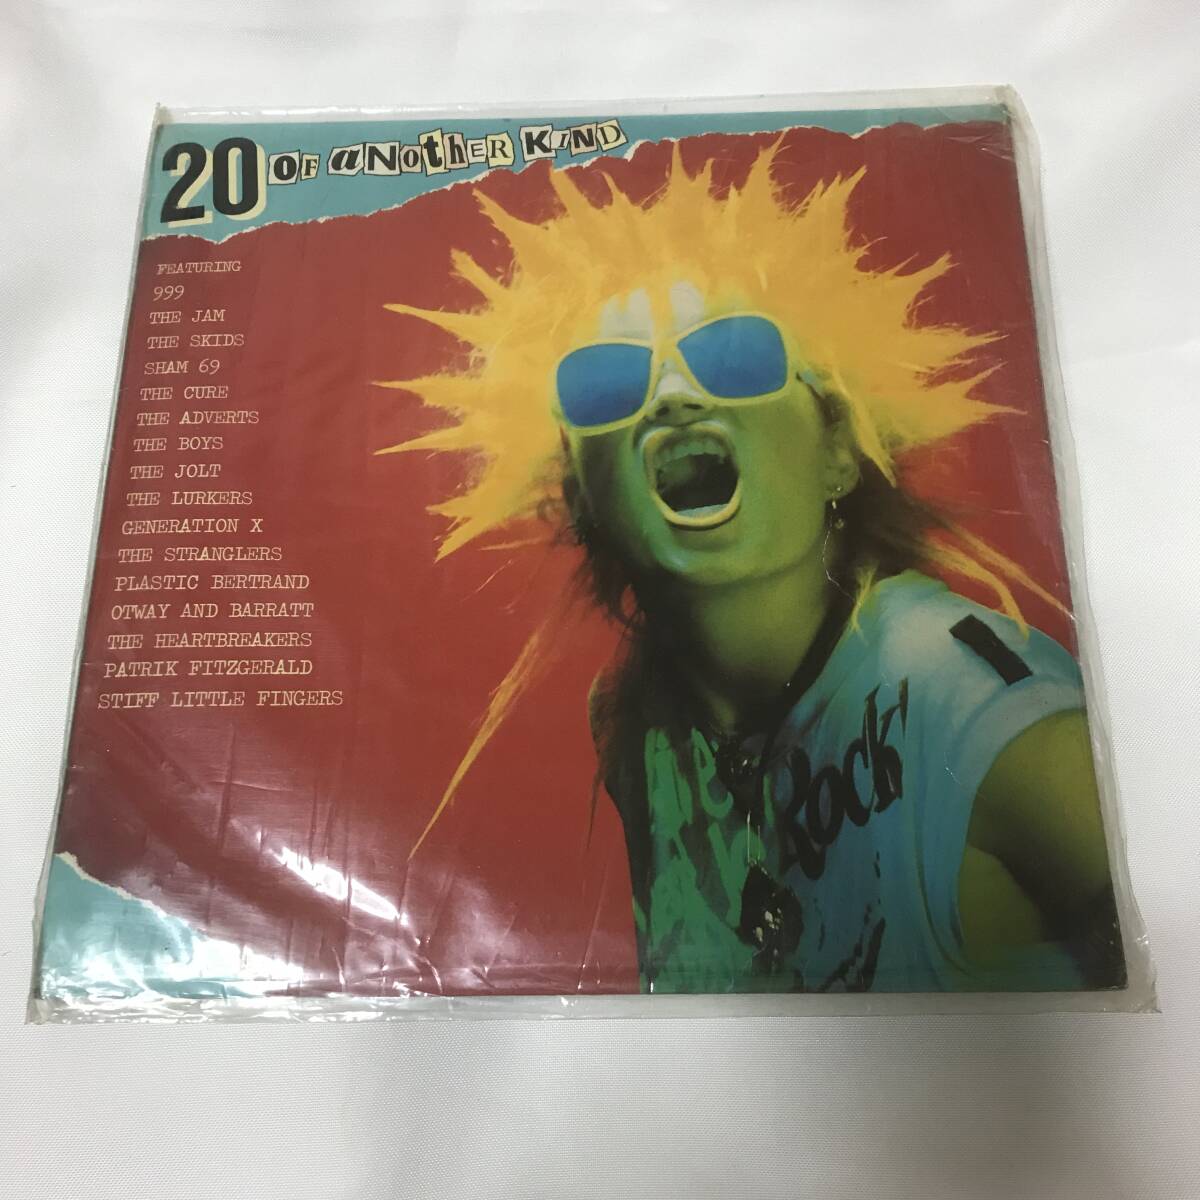 20 OF aNotHER KIND
FEATURING
999
THE JAM
THE SKIDS
SHAM 69
THE CURE
THE ADVERTS
THE BOYS
THE JOLT
THE LURKERS
GENERATION X
THE STRANGLERS
PLASTIC BERTRAND
OTWAY AND BARRATT
THE HEARTBREAKERS
PATRIK FITZGERALD
STIFF LITTLE FINGERS
Rock